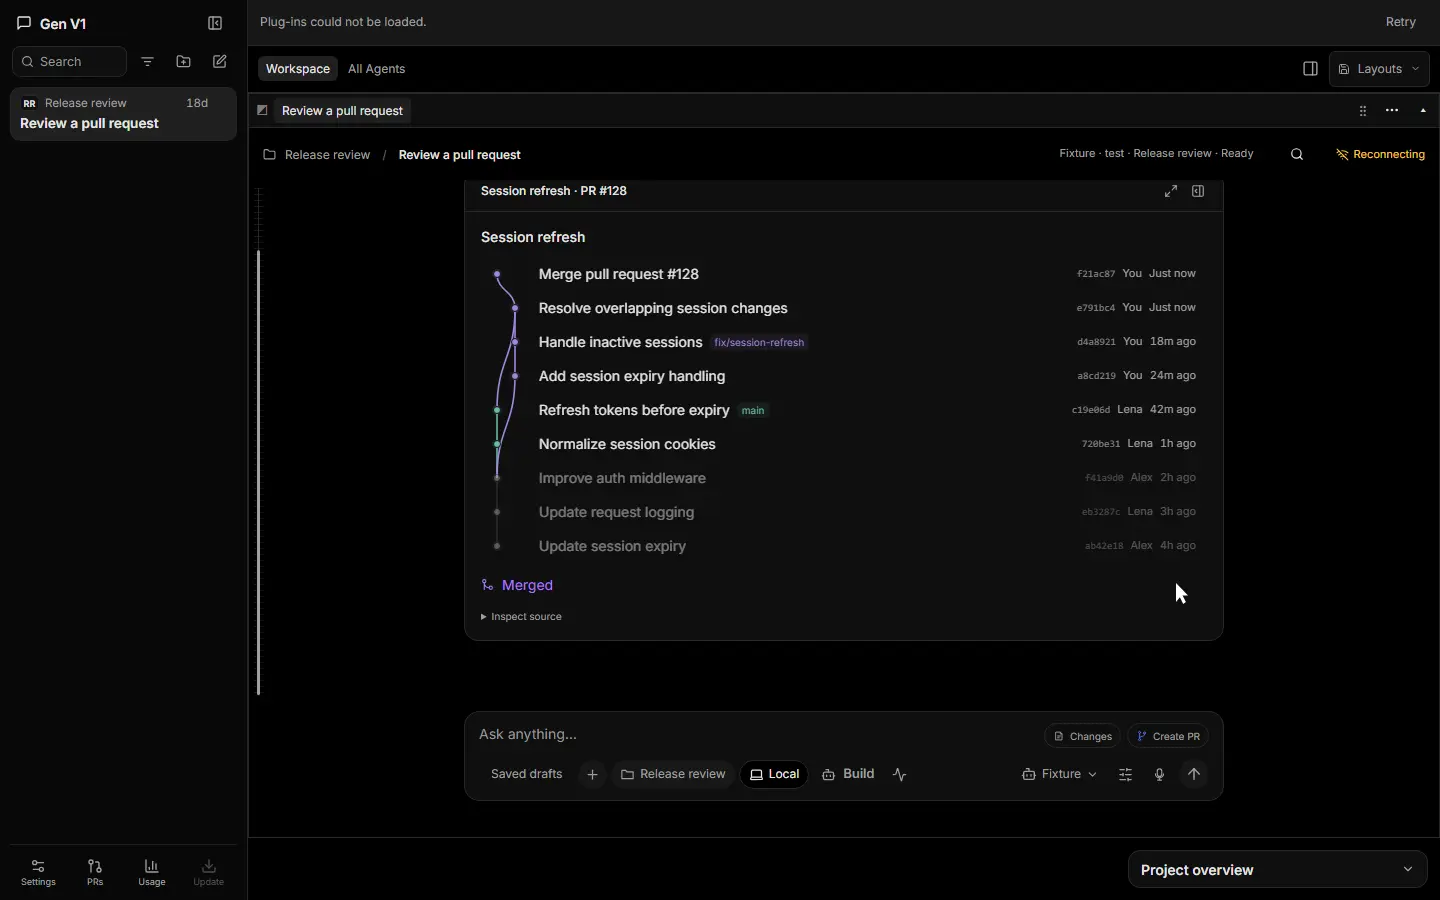 Gen V1
Search
RR Release review 18d
Review a pull request
Settings
PRs
Usage
Update
Plug-ins could not be loaded.
Retry
Workspace
All Agents
Layouts
Review a pull request
Release review / Review a pull request
Fixture · test · Release review · Ready
Reconnecting
Session refresh · PR #128
Session refresh
Merge pull request #128 f21ac87 You Just now
Resolve overlapping session changes e791bc4 You Just now
Handle inactive sessions fix/session-refresh d4a8921 You 18m ago
Add session expiry handling a8cd219 You 24m ago
Refresh tokens before expiry main c19e06d Lena 42m ago
Normalize session cookies 720be31 Lena 1h ago
Improve auth middleware f41a9d0 Alex 2h ago
Update request logging eb3287c Lena 3h ago
Update session expiry ab42e18 Alex 4h ago
Merged
Inspect source
Ask anything...
Changes
Create PR
Saved drafts
Release review
Local
Build
Fixture
Project overview